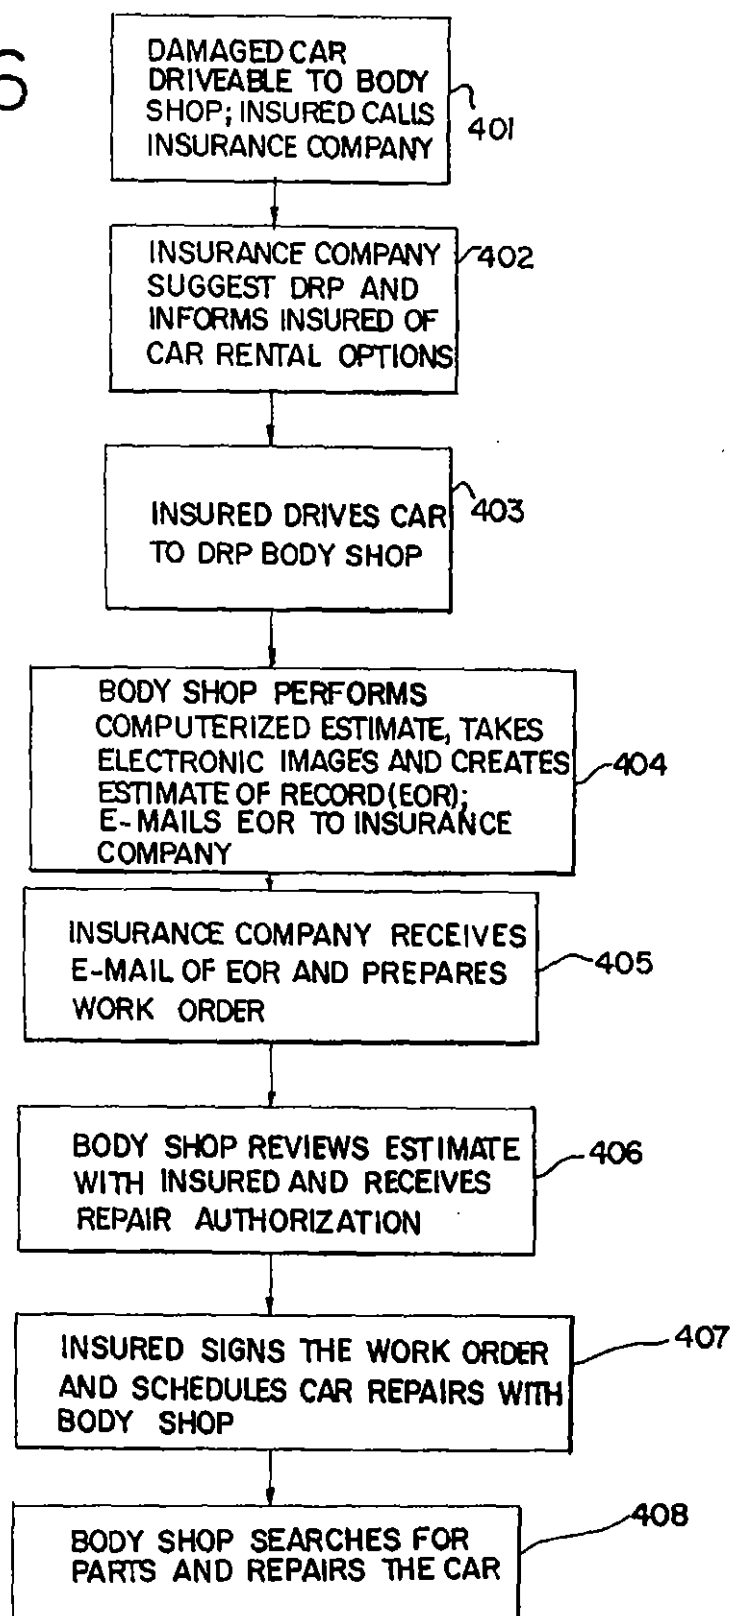 6
DAMAGED CAR
DRIVEABLE TO BODY
SHOP; INSURED CALLS
INSURANCE COMPANY
401
INSURANCE COMPANY
SUGGEST DRP AND
INFORMS INSURED OF
CAR RENTAL OPTIONS
402
INSURED DRIVES CAR
TO DRP BODY SHOP
403
BODY SHOP PERFORMS
COMPUTERIZED ESTIMATE, TAKES
ELECTRONIC IMAGES AND CREATES
ESTIMATE OF RECORD (EOR);
E-MAILS EOR TO INSURANCE
COMPANY
404
INSURANCE COMPANY RECEIVES
E-MAIL OF EOR AND PREPARES
WORK ORDER
405
BODY SHOP REVIEWS ESTIMATE
WITH INSURED AND RECEIVES
REPAIR AUTHORIZATION
406
INSURED SIGNS THE WORK ORDER
AND SCHEDULES CAR REPAIRS WITH
BODY SHOP
407
BODY SHOP SEARCHES FOR
PARTS AND REPAIRS THE CAR
408